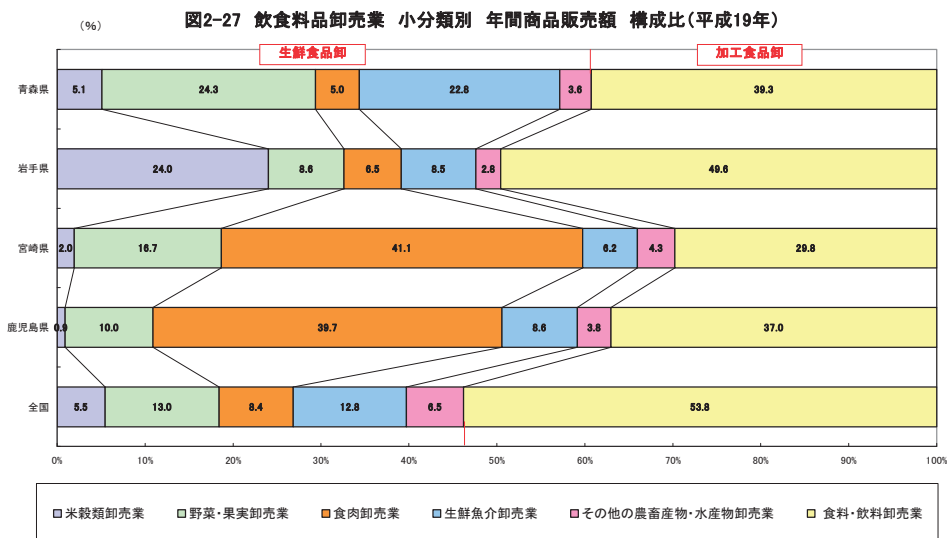 図2-27 飲食料品卸売業 小分類別 年間商品販売額 構成比(平成19年)
(%)
生鮮食品卸 加工食品卸
青森県 5.1 24.3 5.0 22.8 3.6 39.3
岩手県 24.0 8.6 6.5 8.5 2.8 49.6
宮崎県 2.0 16.7 41.1 6.2 4.3 29.8
鹿児島県 0.9 10.0 39.7 8.6 3.8 37.0
全国 5.5 13.0 8.4 12.8 6.5 53.8
0% 10% 20% 30% 40% 50% 60% 70% 80% 90% 100%
米穀類卸売業 野菜・果実卸売業 食肉卸売業 生鮮魚介卸売業 その他の農畜産物・水産物卸売業 食料・飲料卸売業